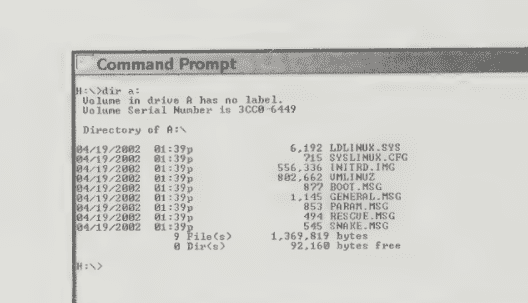 Command Prompt
H:\>dir a:
Volume in drive A has no label.
Volume Serial Number is 3CC0-6449
Directory of A:\
04/19/2002 01:39p 6,192 LDLINUX.SYS
04/19/2002 01:39p 715 SYSLINUX.CFG
04/19/2002 01:39p 556,336 INITRD.IMG
04/19/2002 01:39p 802,662 VMLINUZ
04/19/2002 01:39p 877 BOOT.MSG
04/19/2002 01:39p 1,145 GENERAL.MSG
04/19/2002 01:39p 853 PARAM.MSG
04/19/2002 01:39p 494 RESCUE.MSG
04/19/2002 01:39p 545 SNAKE.MSG
9 File(s) 1,369,819 bytes
0 Dir(s) 92,160 bytes free
H:\>